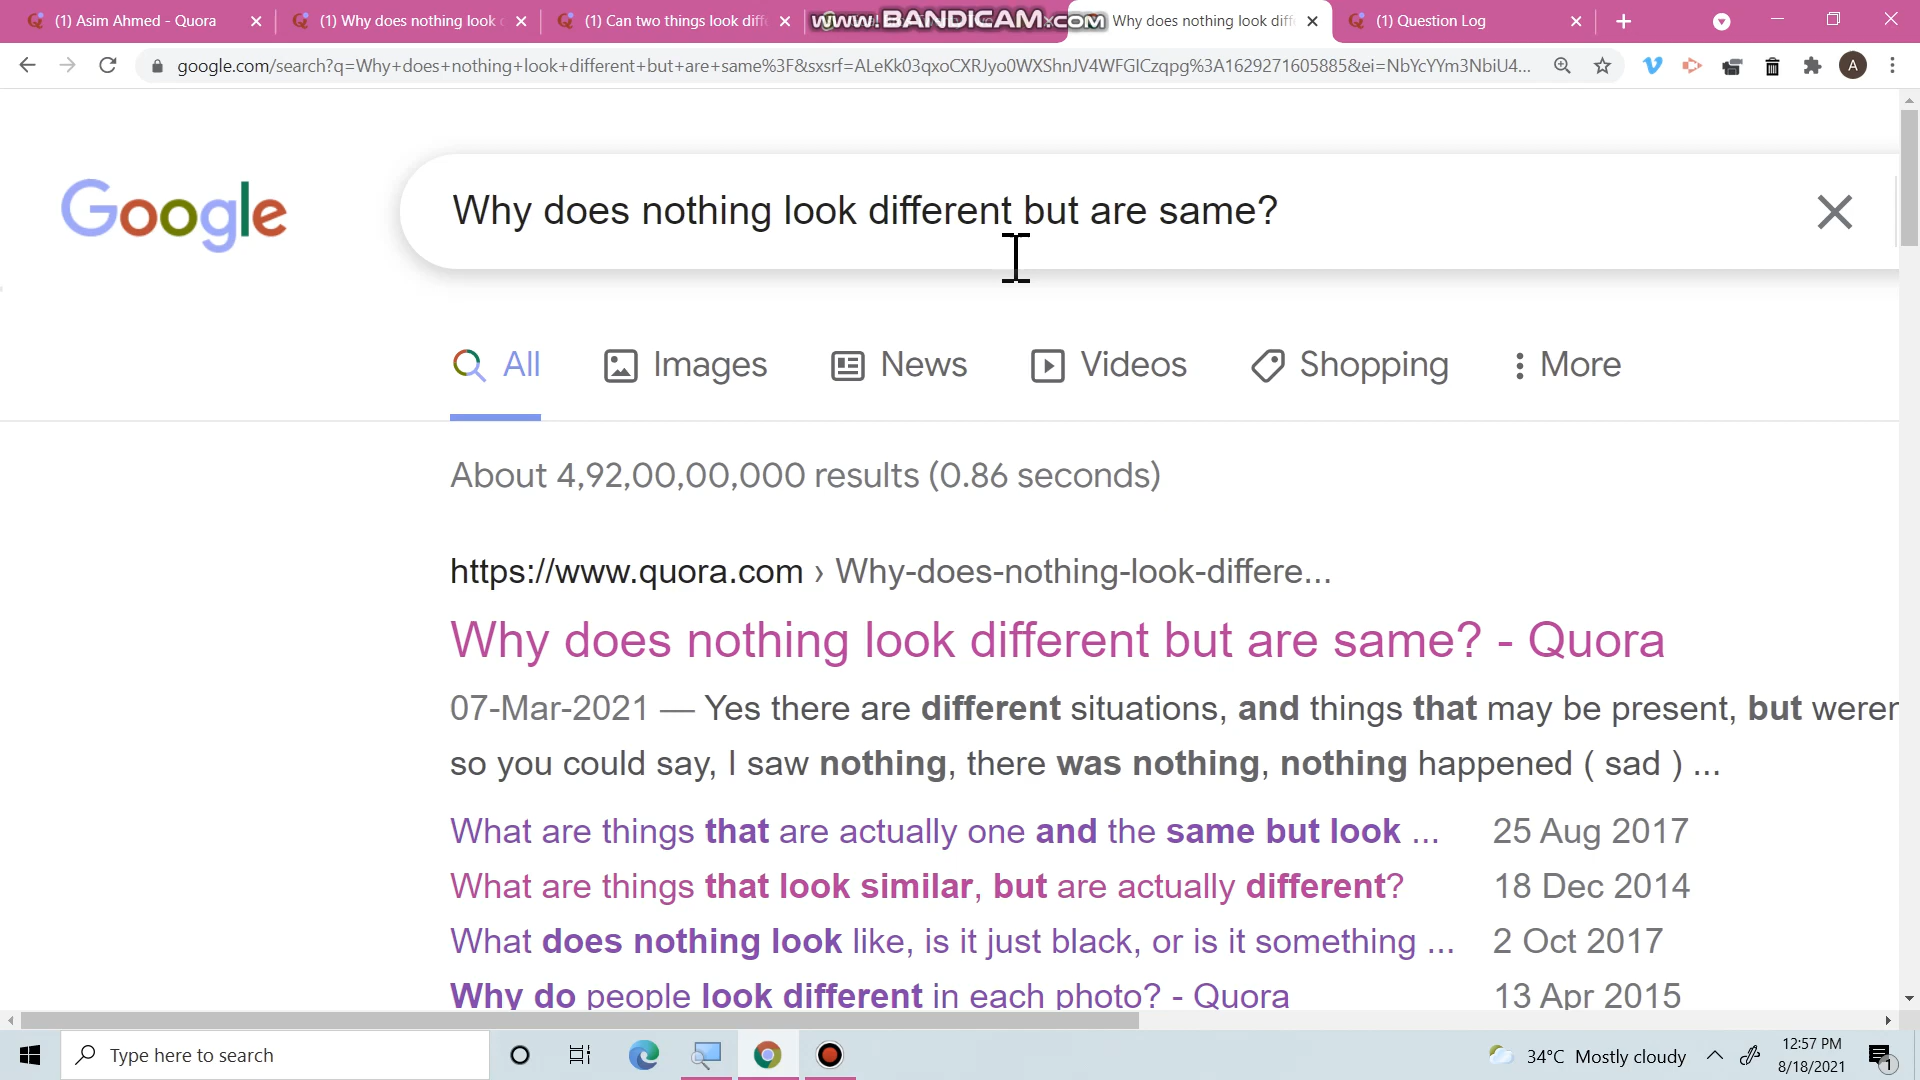 (1) Asim Ahmed - Quora
(1) Why does nothing look
(1) Can two things look diff
www.BANDICAM.com
Why does nothing look diff
(1) Question Log
google.com/search?q=Why+does+nothing+look+different+but+are+same%3F&sxsrf=ALeKk03qxoCXRJyo0WXShnJV4WFGICzqpg%3A1629271605885&ei=NbYcYYm3NbiU4...
A
Google
Why does nothing look different but are same?
All
Images
News
Videos
Shopping
More
About 4,92,00,00,000 results (0.86 seconds)
https://www.quora.com › Why-does-nothing-look-differe...
Why does nothing look different but are same? - Quora
07-Mar-2021 — Yes there are different situations, and things that may be present, but weren
so you could say, I saw nothing, there was nothing, nothing happened ( sad ) ...
What are things that are actually one and the same but look ... 25 Aug 2017
What are things that look similar, but are actually different? 18 Dec 2014
What does nothing look like, is it just black, or is it something ... 2 Oct 2017
Why do people look different in each photo? - Quora 13 Apr 2015
Type here to search
34°C Mostly cloudy
12:57 PM
8/18/2021
1